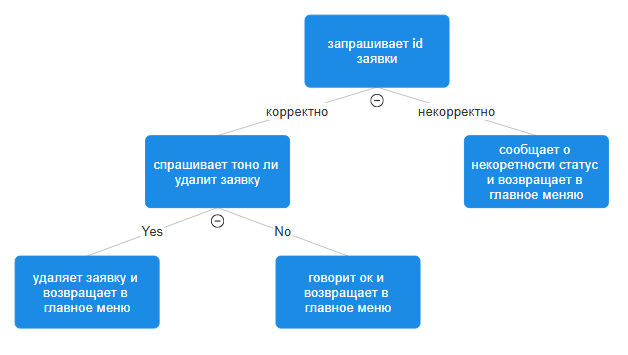 запрашивает id
заявки
корректно
некорректно
спрашивает тоно ли
удалит заявку
сообщает о
некоретности статус
и возвращает в
главное меняю
Yes
No
удаляет заявку и
возвращает в
главное меню
говорит ок и
возвращает в
главное меню